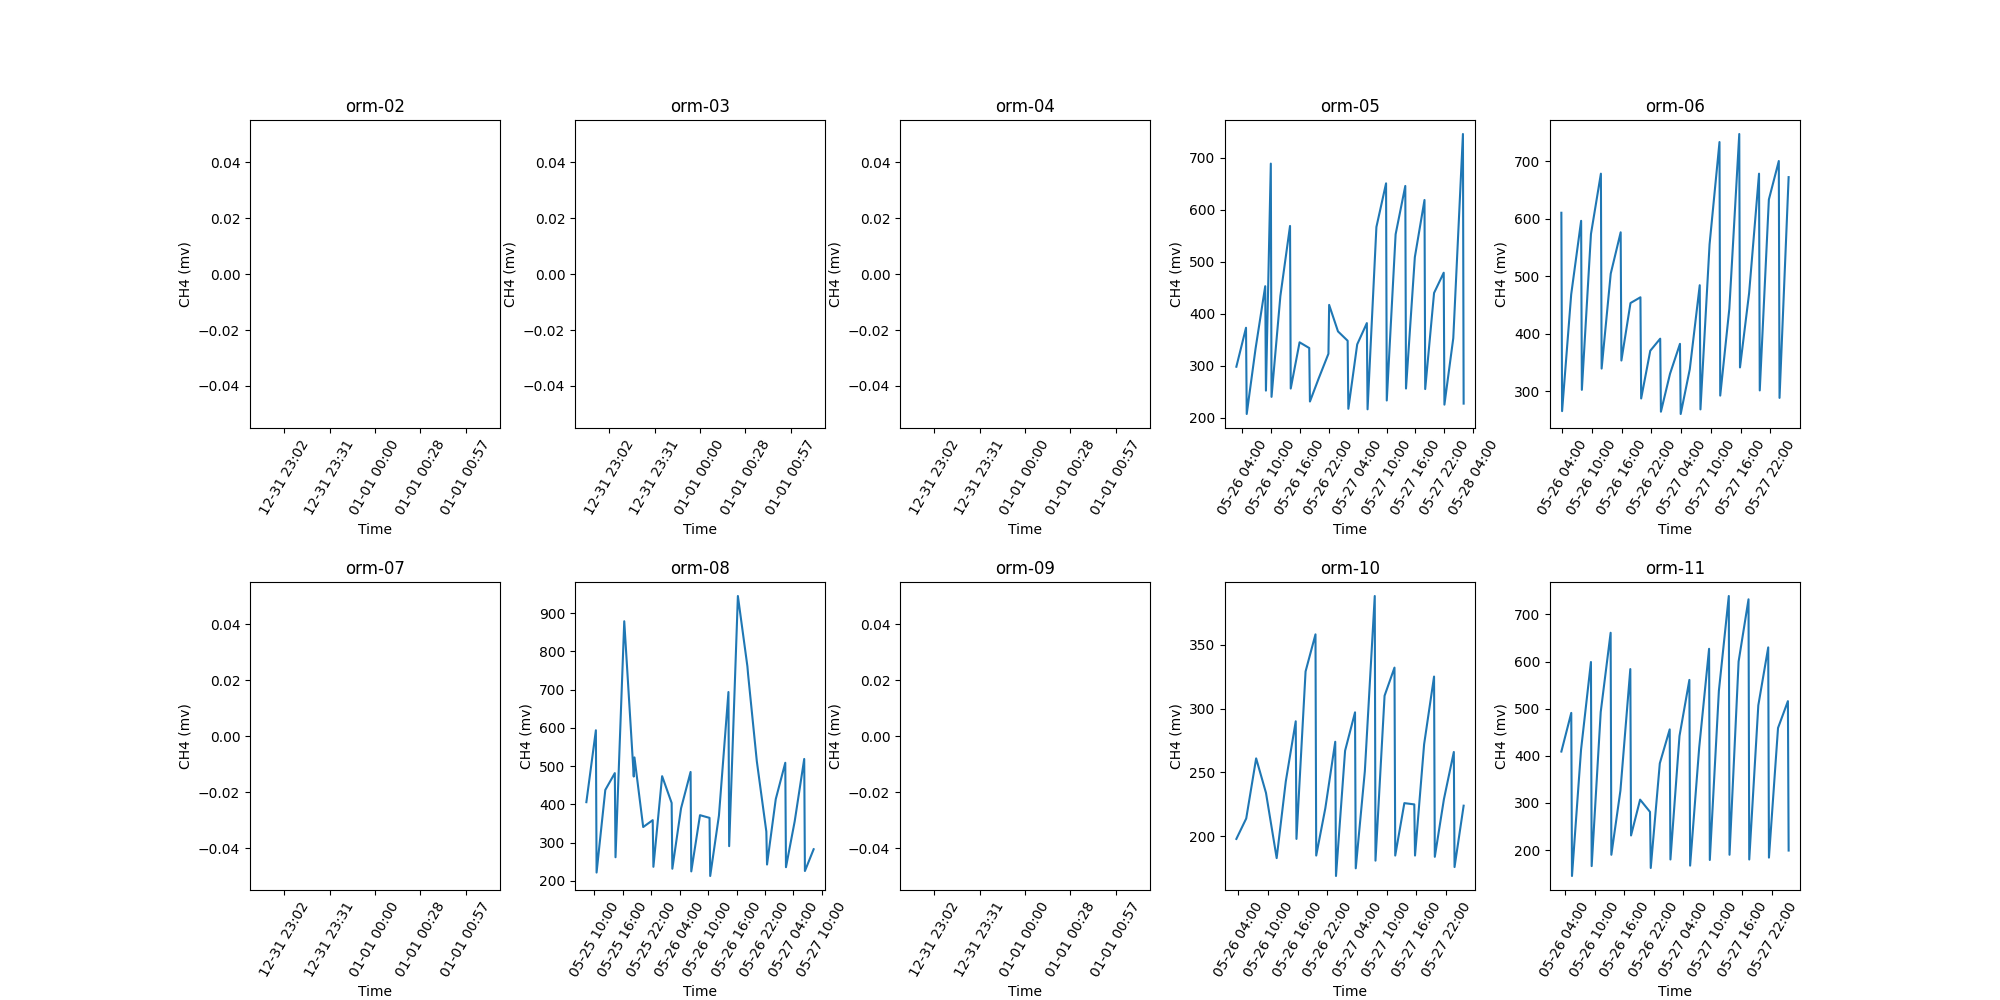 orm-02 orm-03 orm-04 orm-05 orm-06
CH4 (mv)
0.04
0.02
0.00
−0.02
−0.04
12-31 23:02 12-31 23:31 01-01 00:00 01-01 00:28 01-01 00:57
Time
CH4 (mv)
0.04
0.02
0.00
−0.02
−0.04
12-31 23:02 12-31 23:31 01-01 00:00 01-01 00:28 01-01 00:57
Time
CH4 (mv)
0.04
0.02
0.00
−0.02
−0.04
12-31 23:02 12-31 23:31 01-01 00:00 01-01 00:28 01-01 00:57
Time
CH4 (mv)
700
600
500
400
300
200
05-26 04:00 05-26 10:00 05-26 16:00 05-26 22:00 05-27 04:00 05-27 10:00 05-27 16:00 05-27 22:00 05-28 04:00
Time
CH4 (mv)
700
600
500
400
300
05-26 04:00 05-26 10:00 05-26 16:00 05-26 22:00 05-27 04:00 05-27 10:00 05-27 16:00 05-27 22:00
Time
orm-07 orm-08 orm-09 orm-10 orm-11
CH4 (mv)
0.04
0.02
0.00
−0.02
−0.04
12-31 23:02 12-31 23:31 01-01 00:00 01-01 00:28 01-01 00:57
Time
CH4 (mv)
900
800
700
600
500
400
300
200
05-25 10:00 05-25 16:00 05-25 22:00 05-26 04:00 05-26 10:00 05-26 16:00 05-26 22:00 05-27 04:00 05-27 10:00
Time
CH4 (mv)
0.04
0.02
0.00
−0.02
−0.04
12-31 23:02 12-31 23:31 01-01 00:00 01-01 00:28 01-01 00:57
Time
CH4 (mv)
350
300
250
200
05-26 04:00 05-26 10:00 05-26 16:00 05-26 22:00 05-27 04:00 05-27 10:00 05-27 16:00 05-27 22:00
Time
CH4 (mv)
700
600
500
400
300
200
05-26 04:00 05-26 10:00 05-26 16:00 05-26 22:00 05-27 04:00 05-27 10:00 05-27 16:00 05-27 22:00
Time